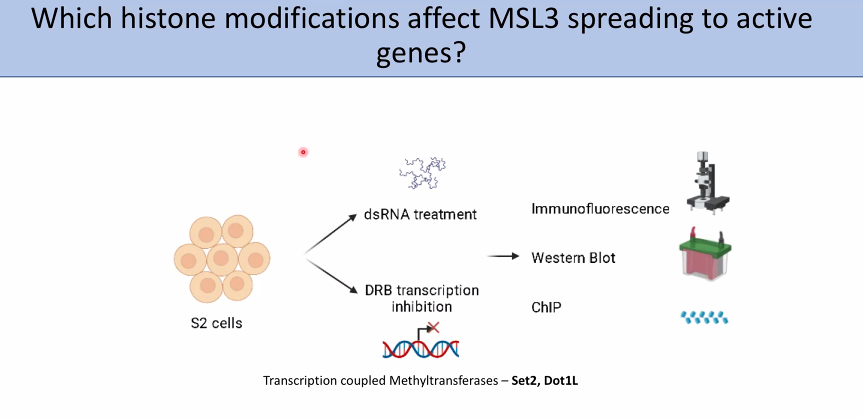 Which histone modifications affect MSL3 spreading to active
genes?
dsRNA treatment
Immunofluorescence
Western Blot
DRB transcription
inhibition
ChIP
S2 cells
Transcription coupled Methyltransferases – Set2, Dot1L